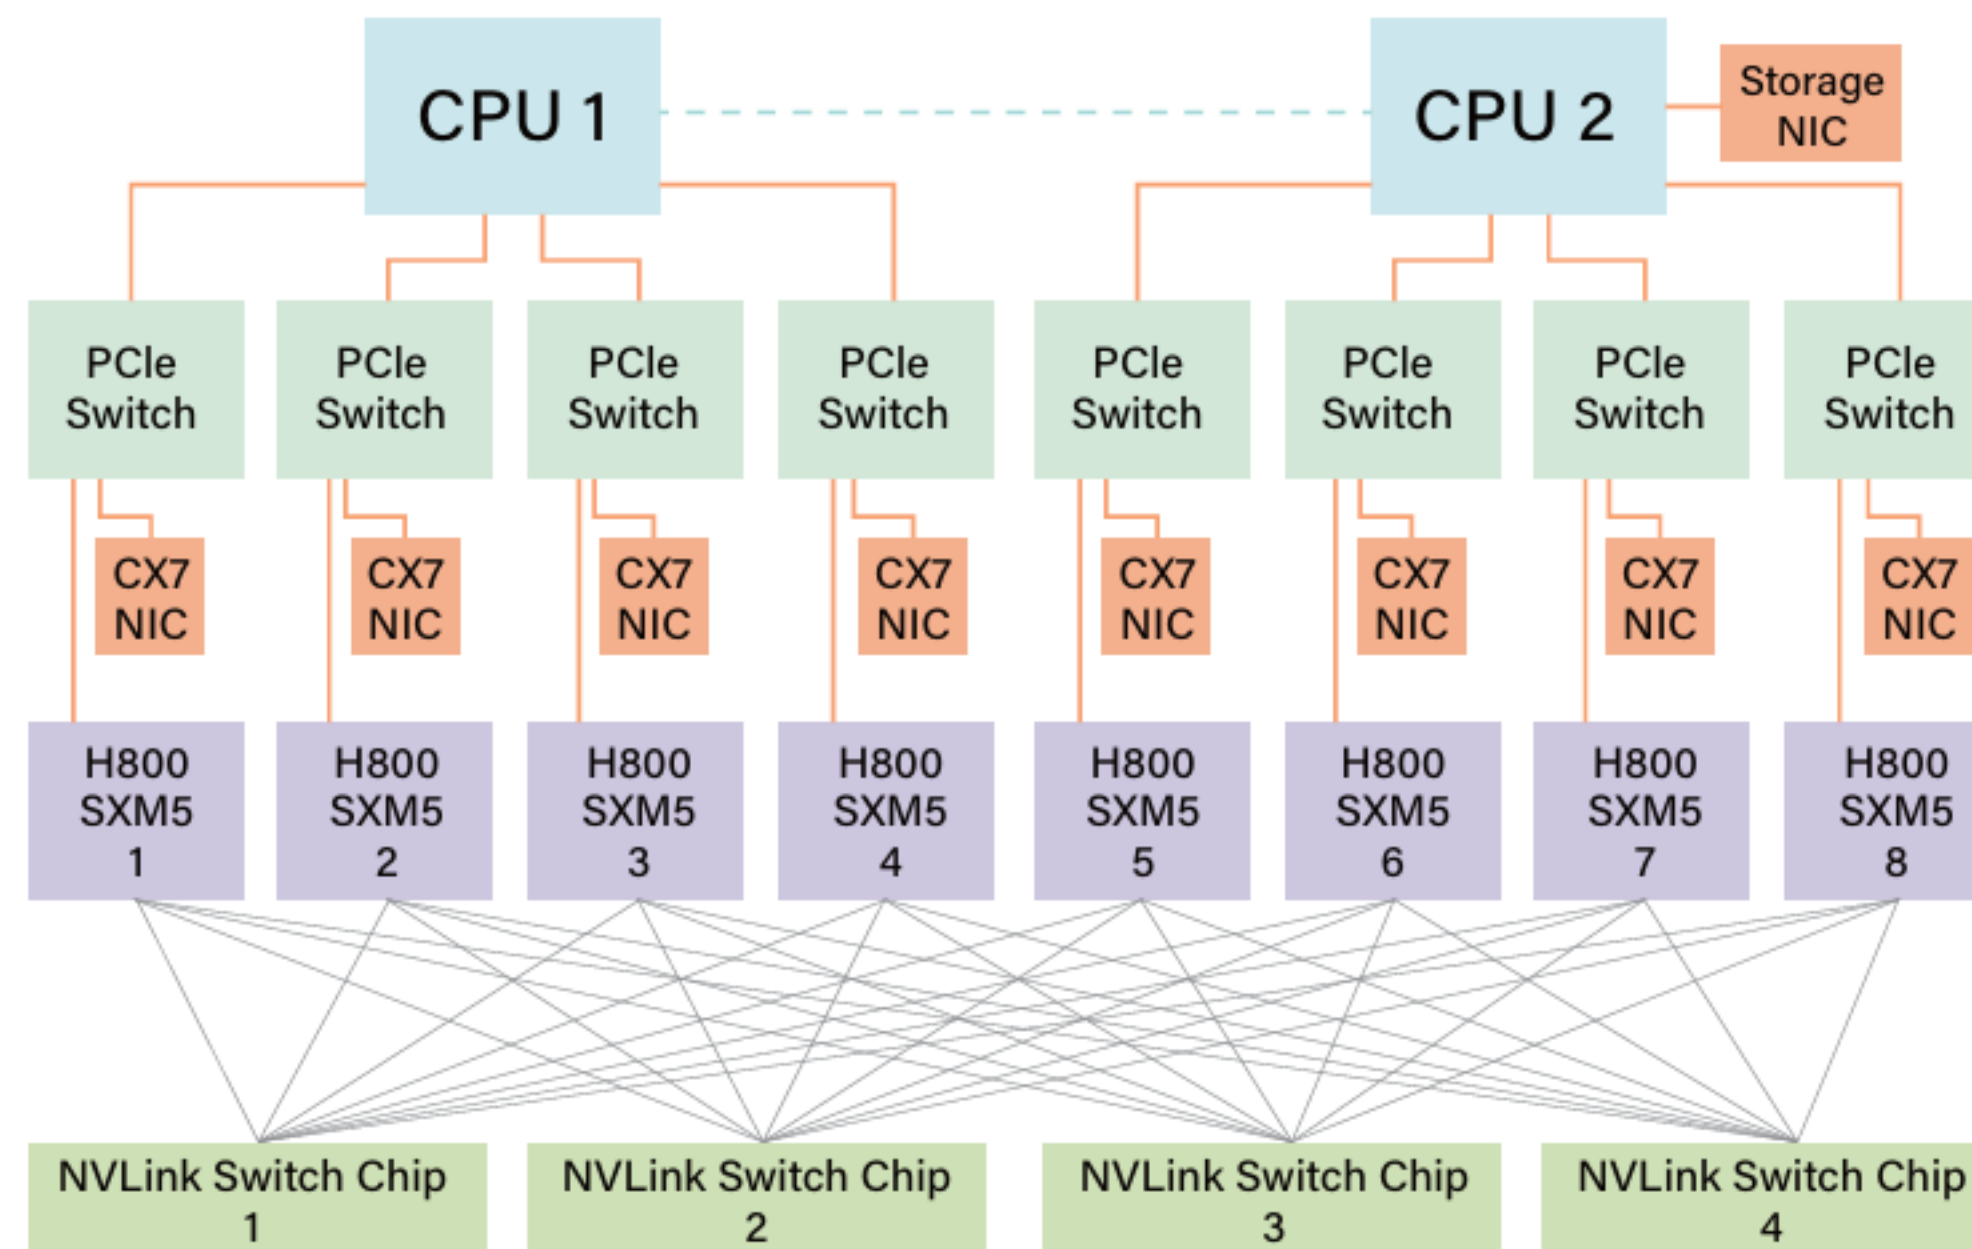 CPU 1
CPU 2
Storage
NIC
PCIe
Switch
PCIe
Switch
PCIe
Switch
PCIe
Switch
PCIe
Switch
PCIe
Switch
PCIe
Switch
PCIe
Switch
CX7
NIC
CX7
NIC
CX7
NIC
CX7
NIC
CX7
NIC
CX7
NIC
CX7
NIC
CX7
NIC
H800
SXM5
1
H800
SXM5
2
H800
SXM5
3
H800
SXM5
4
H800
SXM5
5
H800
SXM5
6
H800
SXM5
7
H800
SXM5
8
NVLink Switch Chip
1
NVLink Switch Chip
2
NVLink Switch Chip
3
NVLink Switch Chip
4